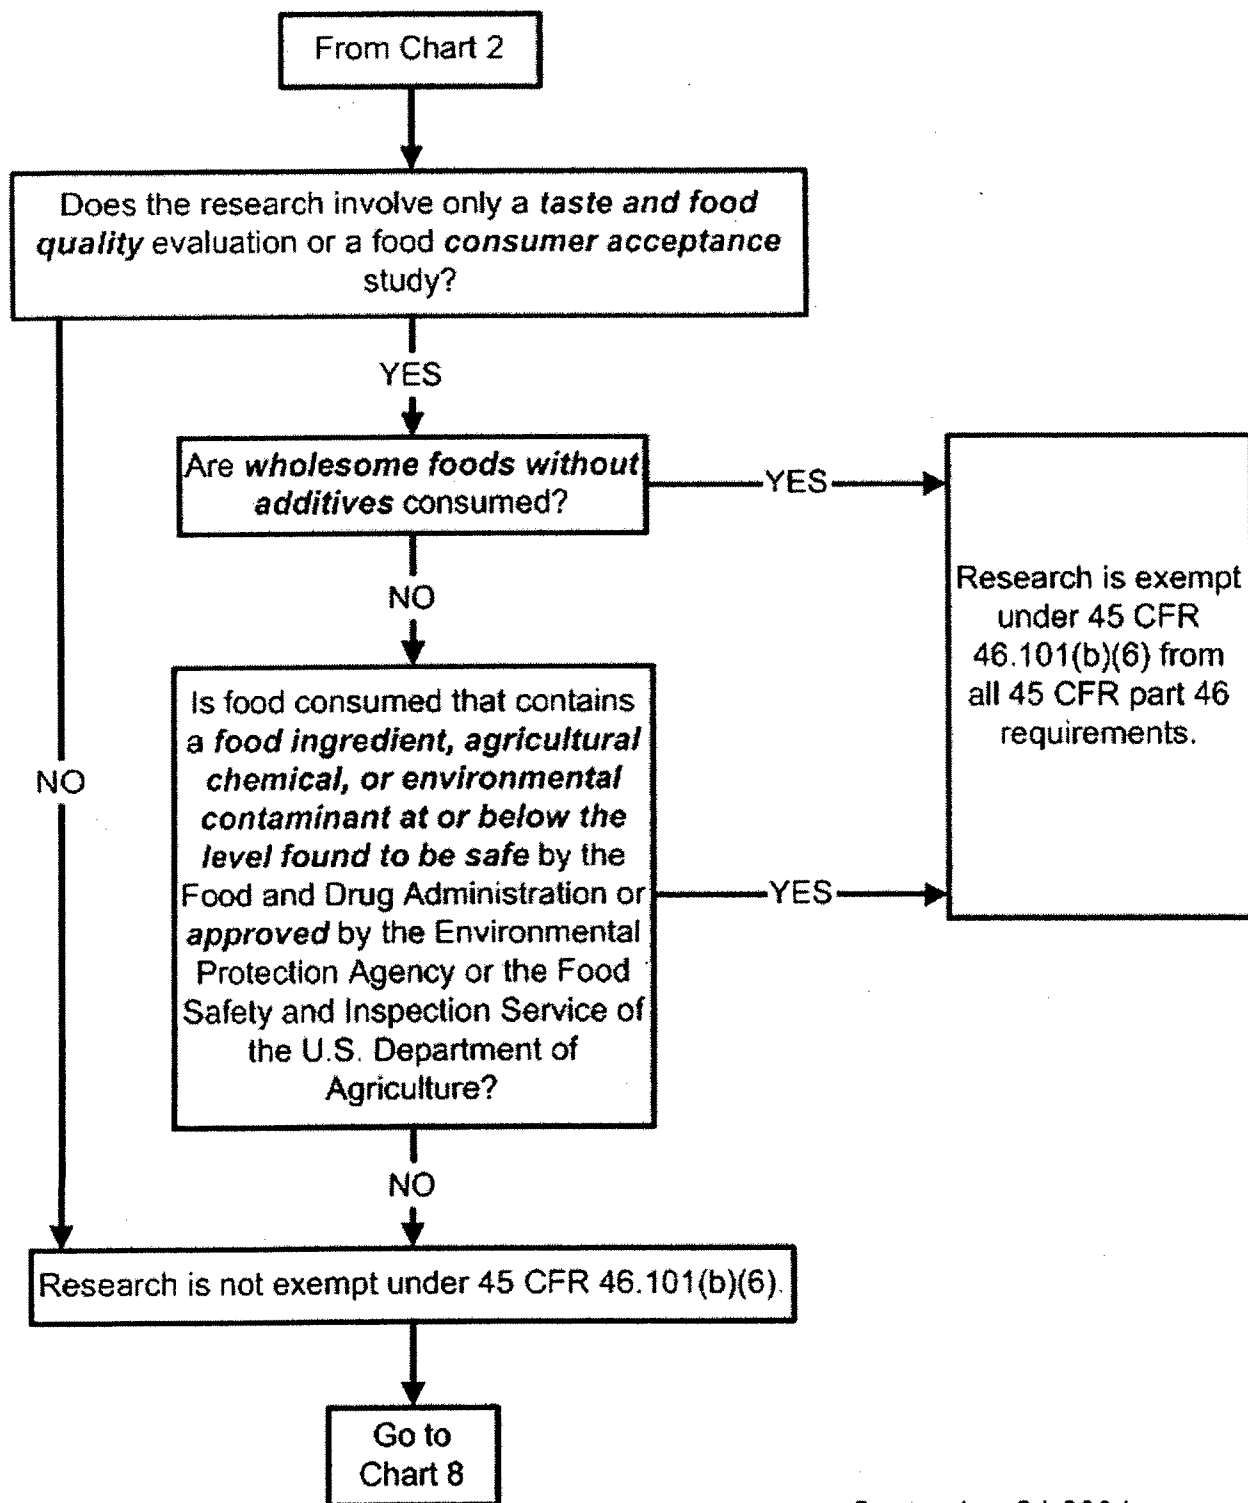 From Chart 2
Does the research involve only a taste and food
quality evaluation or a food consumer acceptance
study?
YES
Are wholesome foods without
additives consumed?
YES
NO
Research is exempt
under 45 CFR
46.101(b)(6) from
all 45 CFR part 46
requirements.
Is food consumed that contains
a food ingredient, agricultural
chemical, or environmental
contaminant at or below the
level found to be safe by the
Food and Drug Administration or
approved by the Environmental
Protection Agency or the Food
Safety and Inspection Service of
the U.S. Department of
Agriculture?
NO
YES
NO
Research is not exempt under 45 CFR 46.101(b)(6).
Go to
Chart 8